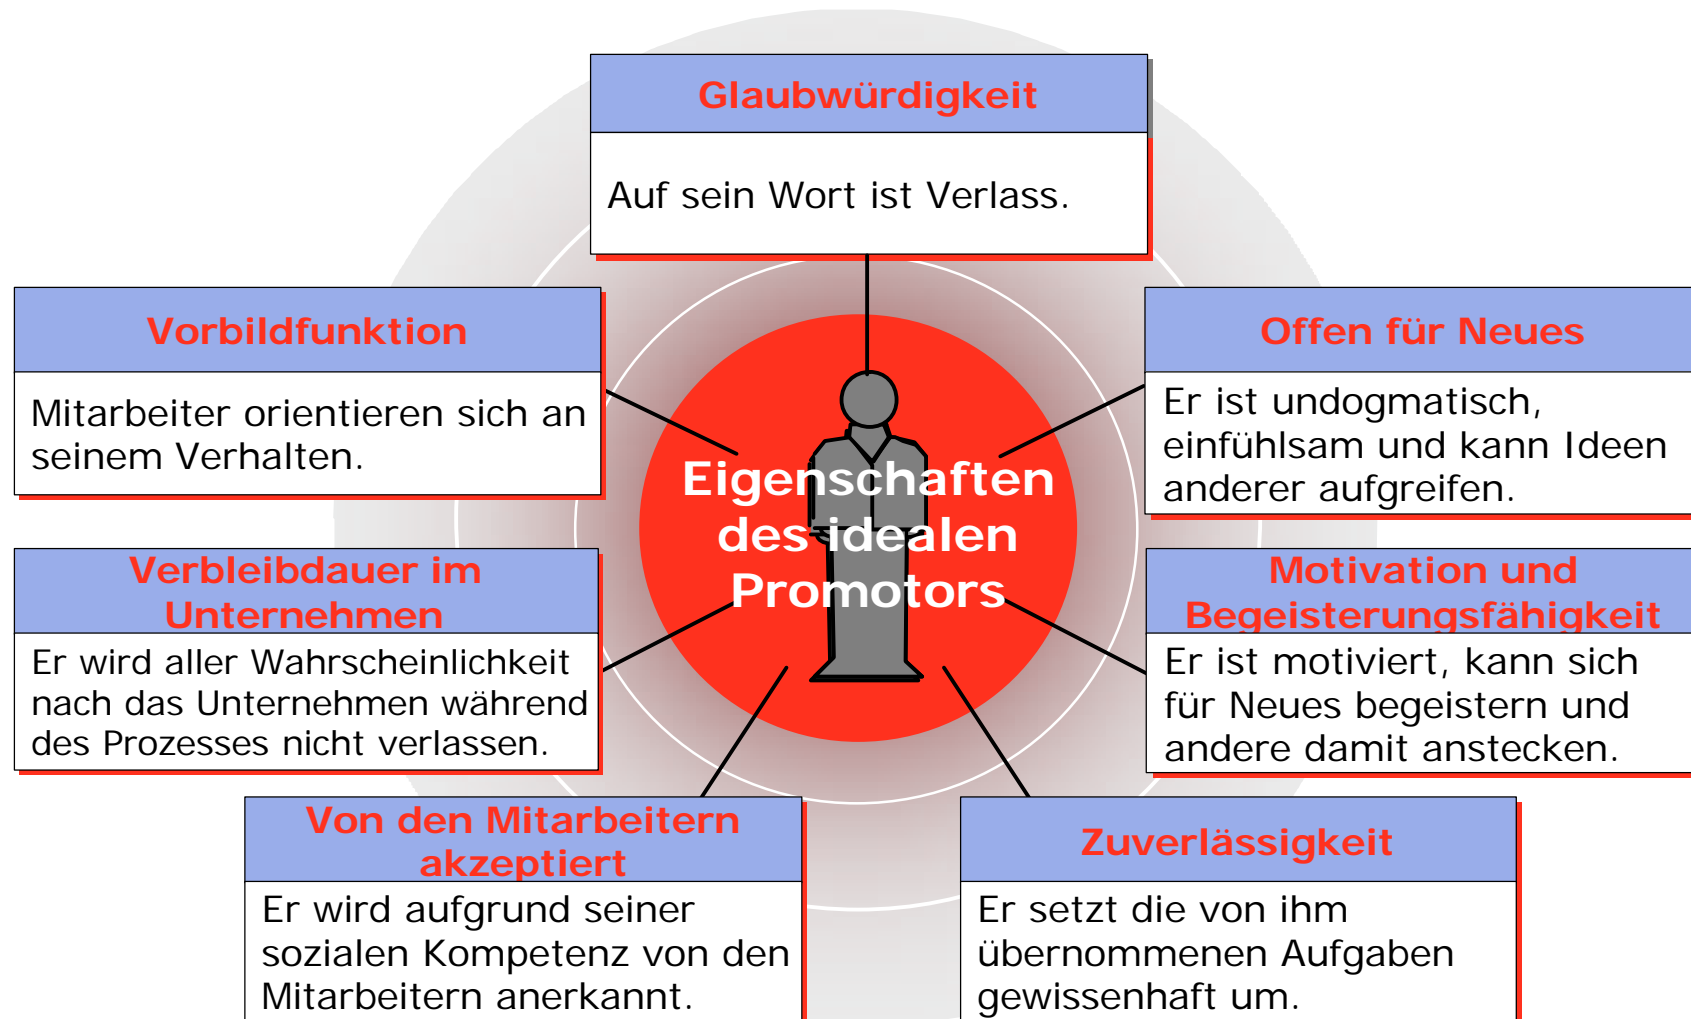 Glaubwürdigkeit
Auf sein Wort ist Verlass.
Vorbildfunktion
Mitarbeiter orientieren sich an
seinem Verhalten.
Offen für Neues
Er ist undogmatisch,
einfühlsam und kann Ideen
anderer aufgreifen.
Eigenschaften
des idealen
Promotors
Verbleibdauer im
Unternehmen
Er wird aller Wahrscheinlichkeit
nach das Unternehmen während
des Prozesses nicht verlassen.
Motivation und
Begeisterungsfähigkeit
Er ist motiviert, kann sich
für Neues begeistern und
andere damit anstecken.
Von den Mitarbeitern
akzeptiert
Er wird aufgrund seiner
sozialen Kompetenz von den
Mitarbeitern anerkannt.
Zuverlässigkeit
Er setzt die von ihm
übernommenen Aufgaben
gewissenhaft um.